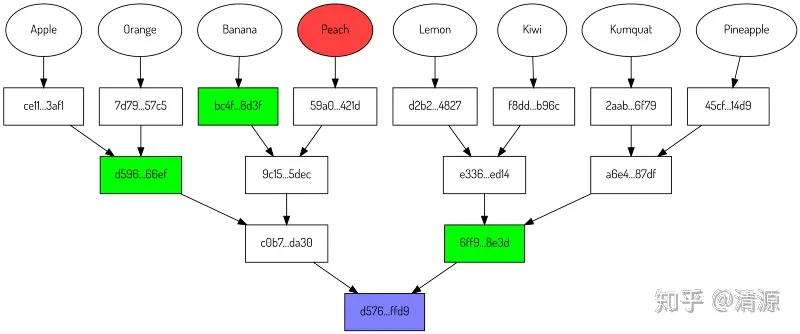 Apple Orange Banana Peach Lemon Kiwi Kumquat Pineapple
ce11...3af1 7d79...57c5 bc4f...8d3f 59a0...421d d2b2...4827 f8dd...b96c 2aab...6f79 45cf...14d9
d596...66ef 9c15...5dec e336...ed14 a6e4...87df
c0b7...da30 6ff9...8e3d
d576...ffd9
知乎 @清源